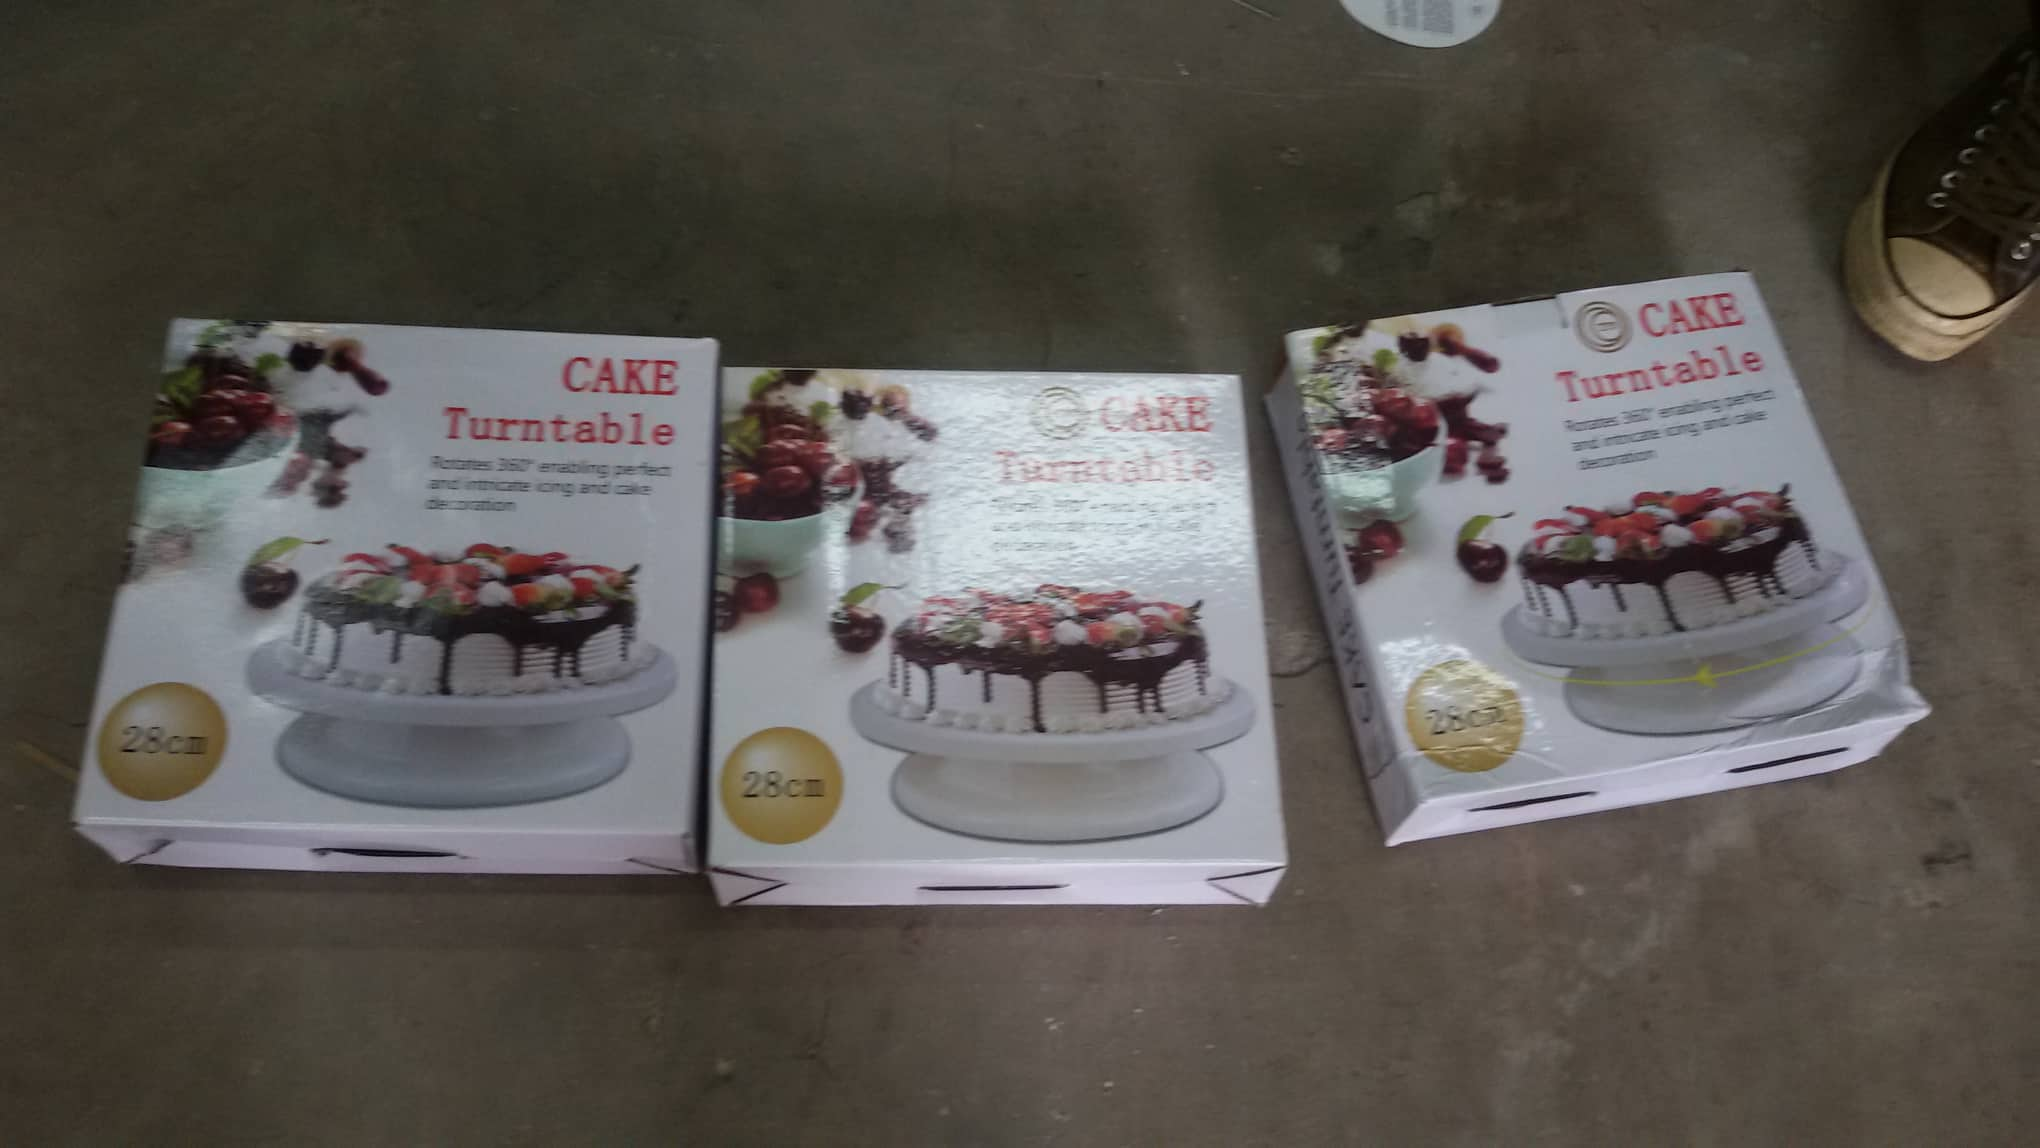 CAKE
Turntable
Rotates 360° enabling perfect
and intricate icing and cake
decoration
28cm
CAKE
Turntable
28cm
CAKE
Turntable
Rotates 360° enabling perfect
and intricate icing and cake
decoration
28cm